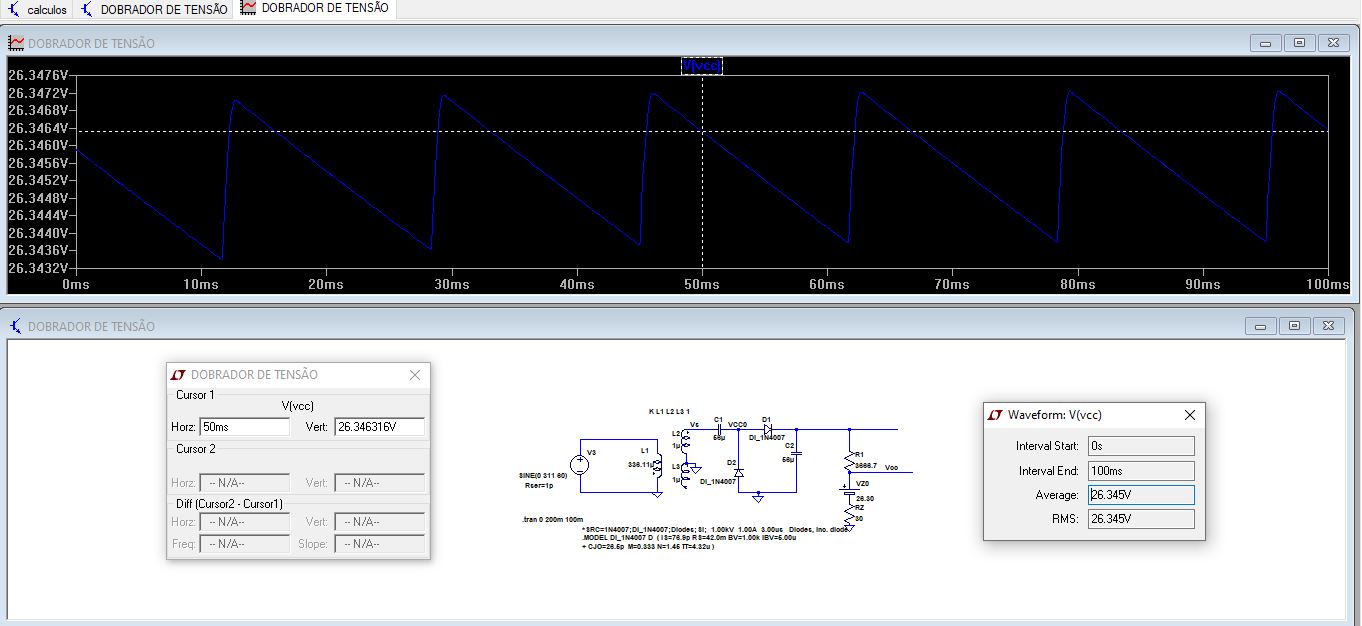 calculos DOBRADOR DE TENSÃO DOBRADOR DE TENSÃO
DOBRADOR DE TENSÃO
V(vcc)
26.3476V
26.3472V
26.3468V
26.3464V
26.3460V
26.3456V
26.3452V
26.3448V
26.3444V
26.3440V
26.3436V
26.3432V
0ms 10ms 20ms 30ms 40ms 50ms 60ms 70ms 80ms 90ms 100ms
DOBRADOR DE TENSÃO
DOBRADOR DE TENSÃO
Cursor 1
V(vcc)
Horz: 50ms Vert: 26.346316V
Cursor 2
Horz: -- N/A-- Vert: -- N/A--
Diff (Cursor2 - Cursor1)
Horz: -- N/A-- Vert: -- N/A--
Freq: -- N/A-- Slope: -- N/A--
K L1 L2 L3 1
V3
SINE(0 311 60)
Rser=1p
L1
336.11µ
L2
1µ
L3
1µ
Vs
C1
56µ
VCC0
D1
DI_1N4007
D2
DI_1N4007
C2
56µ
R1
3666.7
Vcc
VZ0
26.30
RZ
30
.tran 0 200m 100m
*SRC=1N4007;DI_1N4007;Diodes; Si; 1.00kV 1.00A 3.00us Diodes, Inc. diode
.MODEL DI_1N4007 D ( IS=76.9p RS=42.0m BV=1.00k IBV=5.00u
+ CJO=26.5p M=0.333 N=1.45 TT=4.32u )
Waveform: V(vcc)
Interval Start: 0s
Interval End: 100ms
Average: 26.345V
RMS: 26.345V